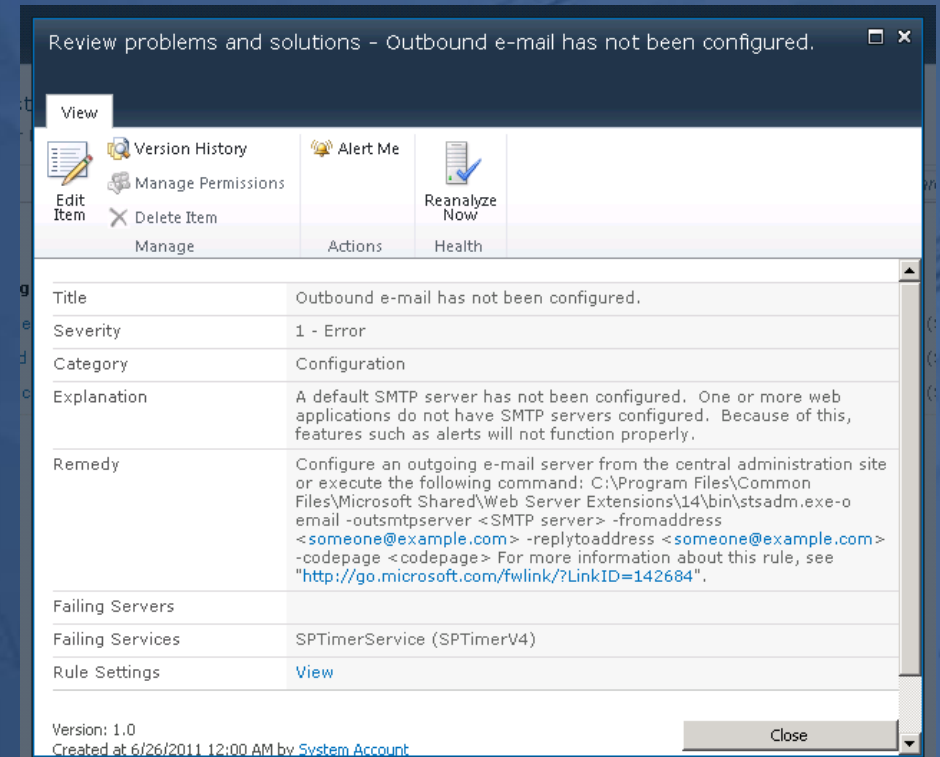 Review problems and solutions - Outbound e-mail has not been configured.
View
Edit Item
Version History
Manage Permissions
Delete Item
Manage
Alert Me
Actions
Reanalyze Now
Health
Title
Outbound e-mail has not been configured.
Severity
1 - Error
Category
Configuration
Explanation
A default SMTP server has not been configured.  One or more web
applications do not have SMTP servers configured.  Because of this,
features such as alerts will not function properly.
Remedy
Configure an outgoing e-mail server from the central administration site
or execute the following command: C:\Program Files\Common
Files\Microsoft Shared\Web Server Extensions\14\bin\stsadm.exe-o
email -outsmtpserver <SMTP server> -fromaddress
<someone@example.com> -replytoaddress <someone@example.com>
-codepage <codepage> For more information about this rule, see
"http://go.microsoft.com/fwlink/?LinkID=142684".
Failing Servers
Failing Services
SPTimerService (SPTimerV4)
Rule Settings
View
Version: 1.0
Created at 6/26/2011 12:00 AM by System Account
Close